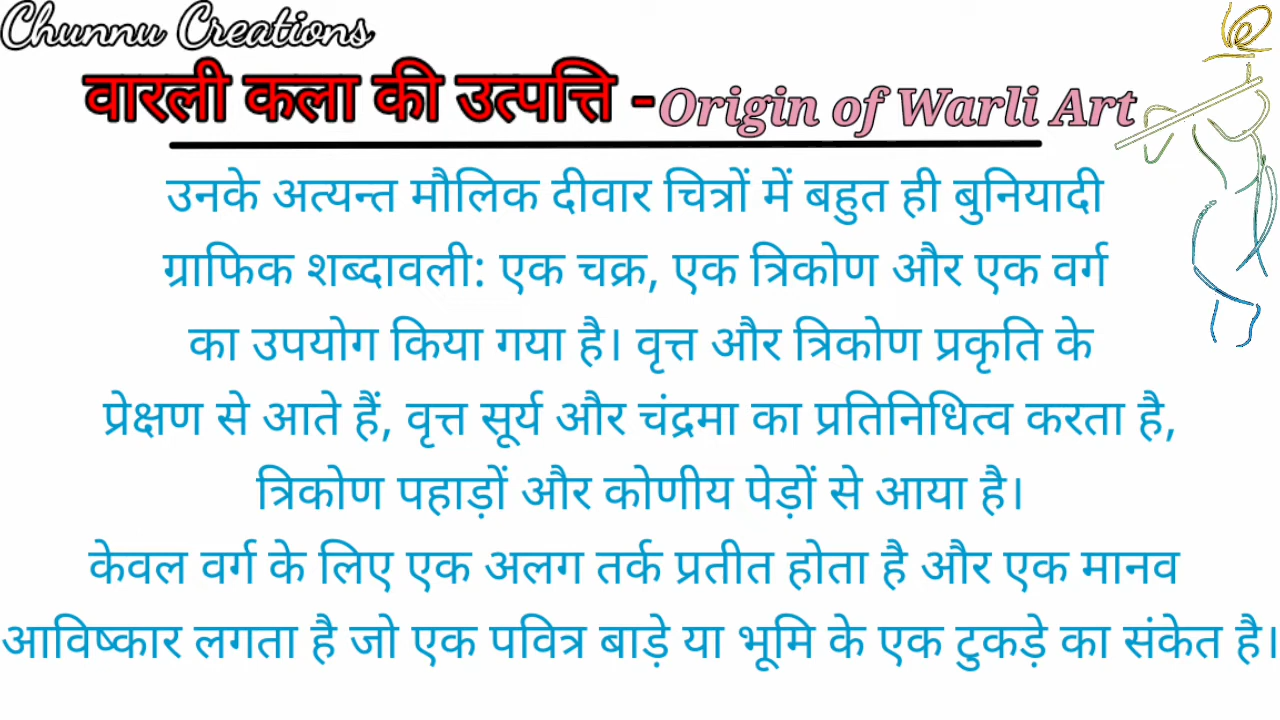 Chunnu Creations
वारली कला की उत्पत्ति -Origin of Warli Art
उनके अत्यन्त मौलिक दीवार चित्रों में बहुत ही बुनियादी
ग्राफिक शब्दावली: एक चक्र, एक त्रिकोण और एक वर्ग
का उपयोग किया गया है। वृत्त और त्रिकोण प्रकृति के
प्रेक्षण से आते हैं, वृत्त सूर्य और चंद्रमा का प्रतिनिधित्व करता है,
त्रिकोण पहाड़ों और कोणीय पेड़ों से आया है।
केवल वर्ग के लिए एक अलग तर्क प्रतीत होता है और एक मानव
आविष्कार लगता है जो एक पवित्र बाड़े या भूमि के एक टुकड़े का संकेत है।